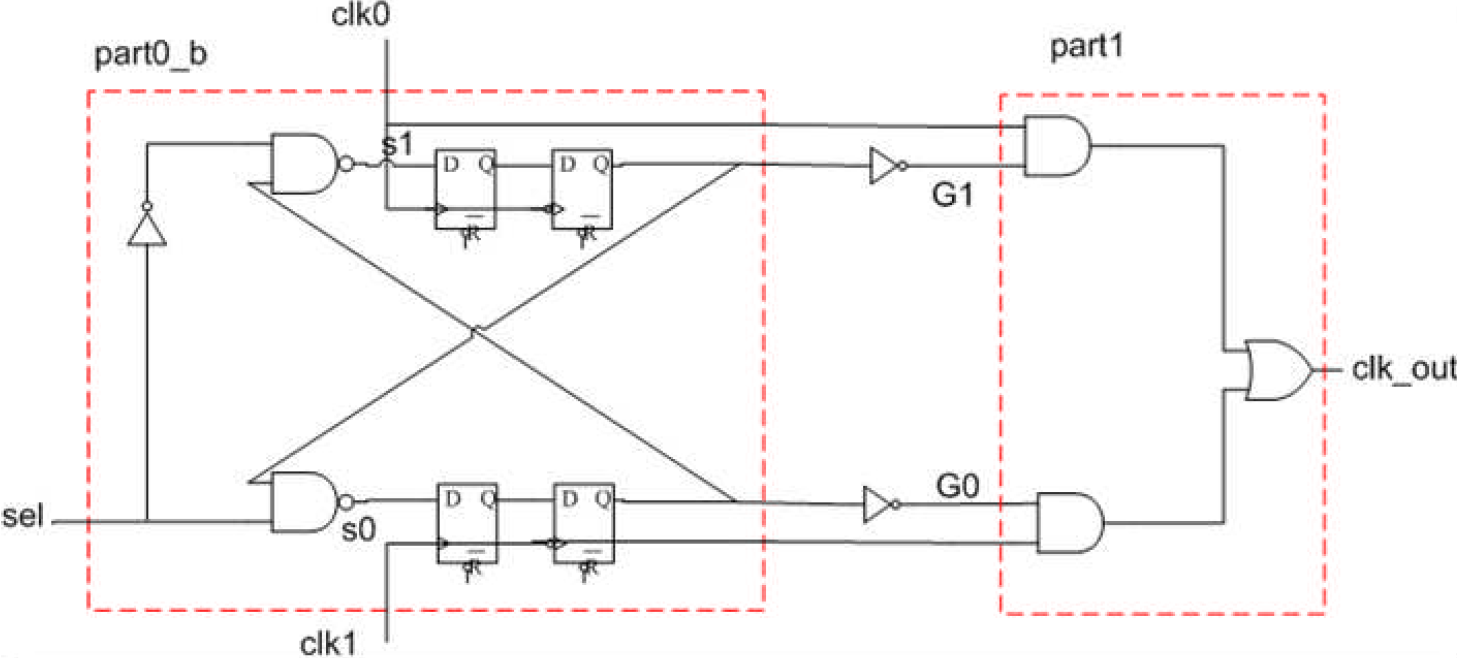 clk0
part0_b
part1
s1
D Q
D Q
R
R
G1
clk_out
sel
s0
D Q
D Q
R
R
G0
clk1